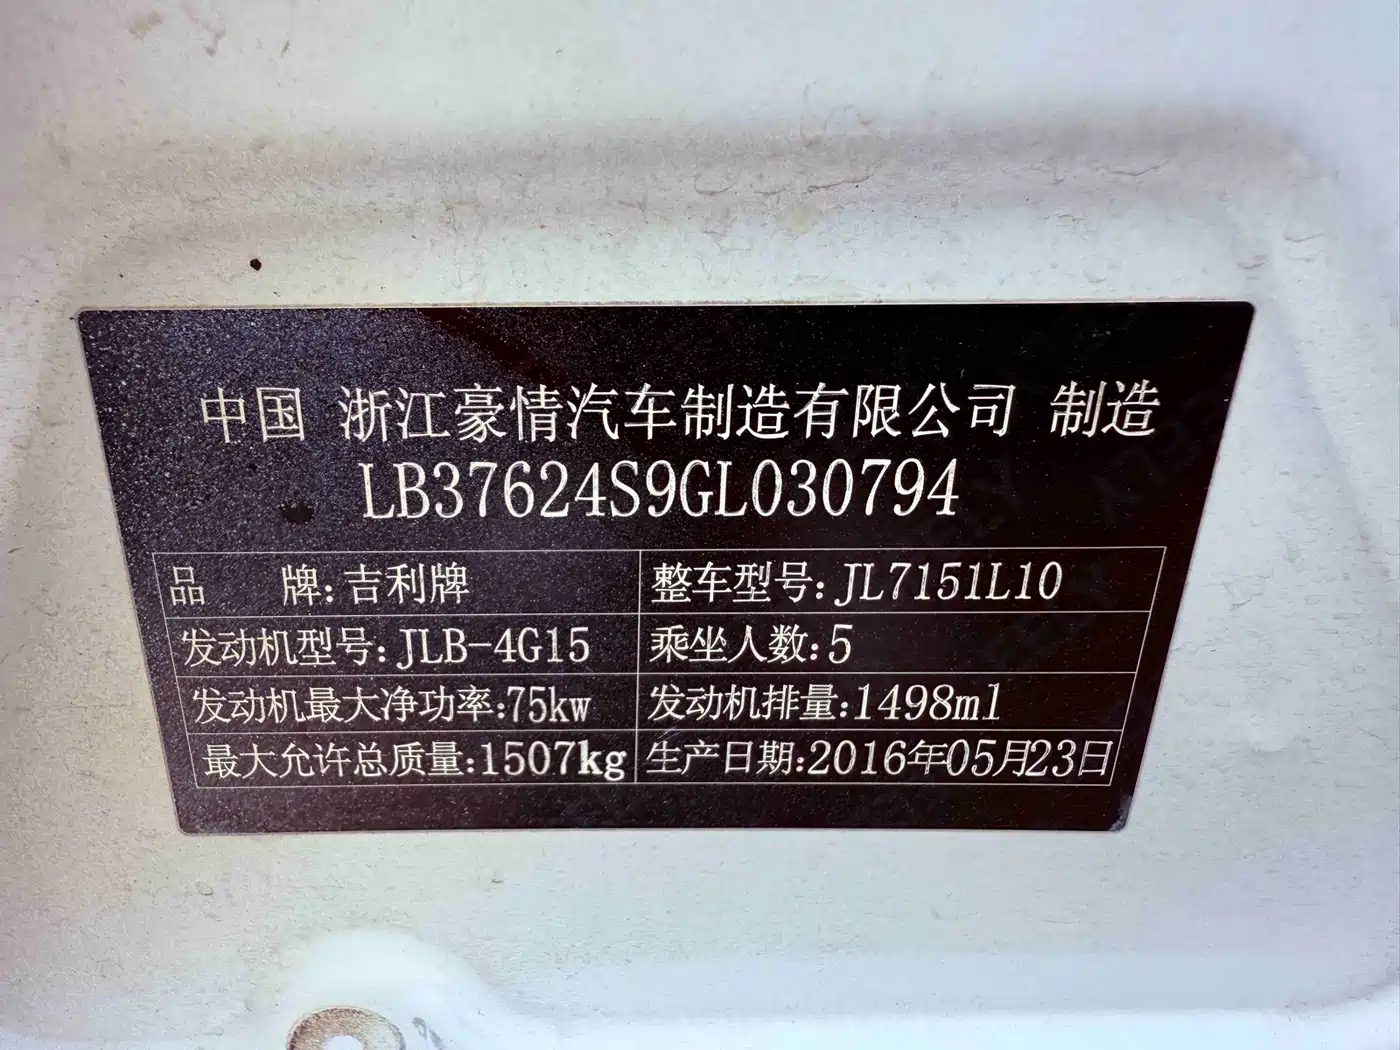 中国 浙江豪情汽车制造有限公司 制造
LB37624S9GL030794
品 牌:吉利牌 整车型号:JL7151L10
发动机型号:JLB-4G15 乘坐人数:5
发动机最大净功率:75kw 发动机排量:1498ml
最大允许总质量:1507kg 生产日期:2016年05月23日